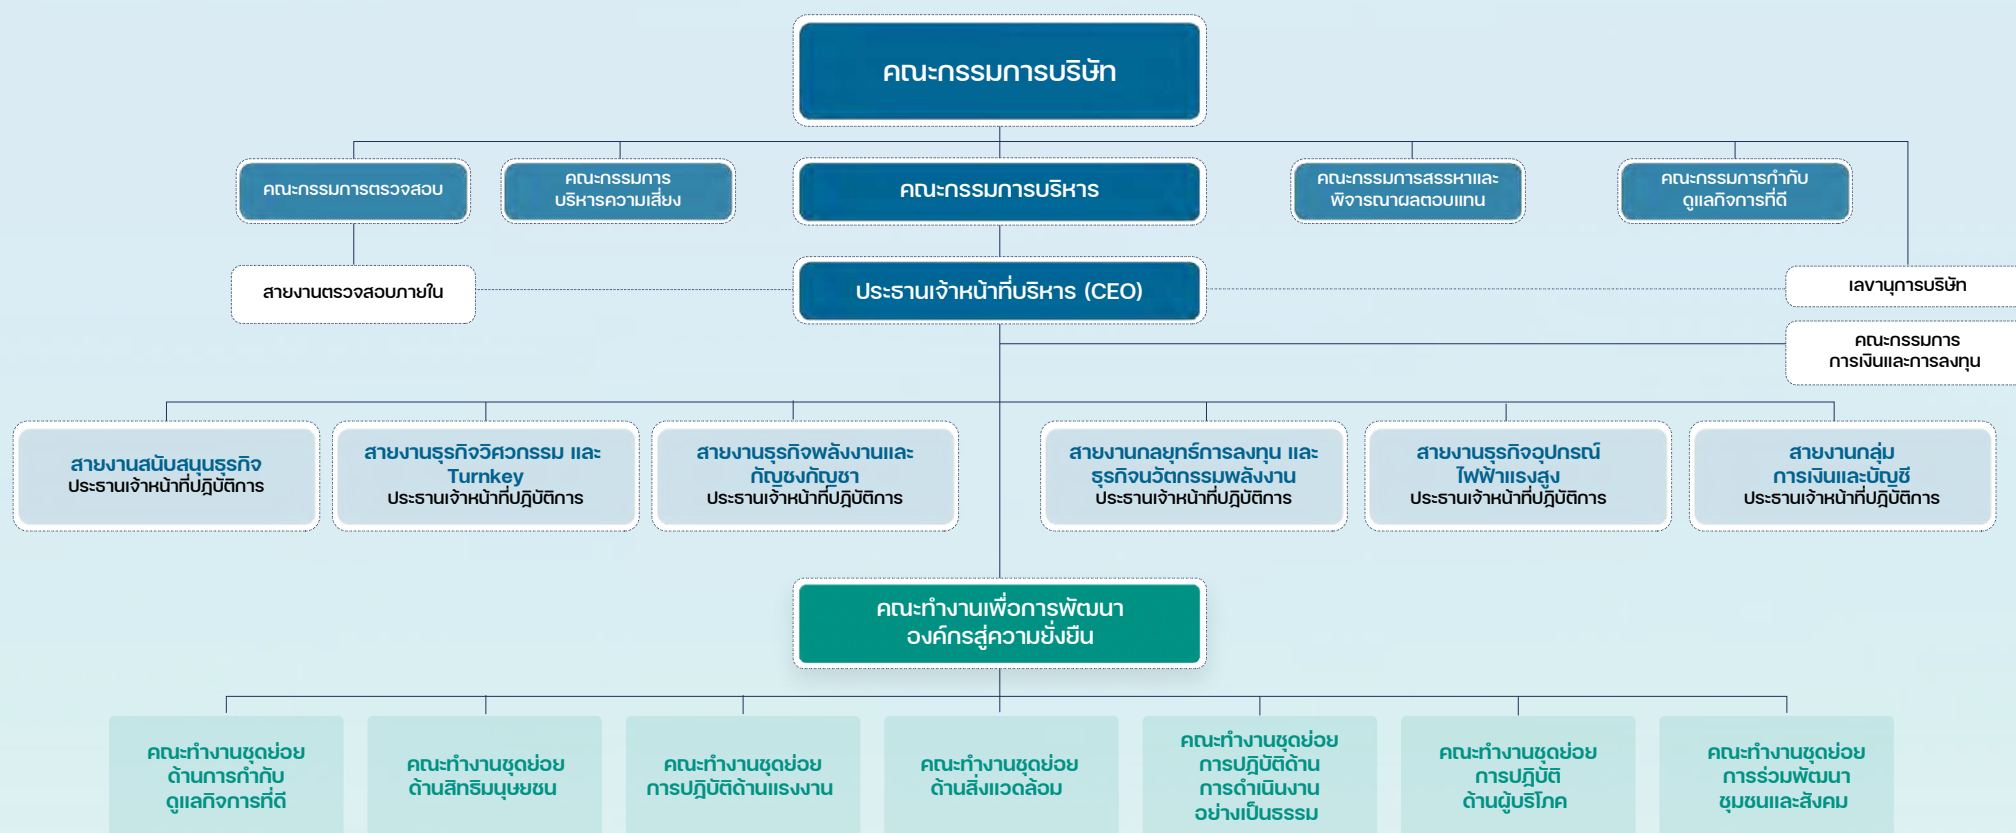 คณะกรรมการบริษัท
คณะกรรมการตรวจสอบ
คณะกรรมการ
บริหารความเสี่ยง
คณะกรรมการบริหาร
คณะกรรมการสรรหาและ
พิจารณาผลตอบแทน
คณะกรรมการกำกับ
ดูแลกิจการที่ดี
สายงานตรวจสอบภายใน
ประธานเจ้าหน้าที่บริหาร (CEO)
เลขานุการบริษัท
คณะกรรมการ
การเงินและการลงทุน
สายงานสนับสนุนธุรกิจ
ประธานเจ้าหน้าที่ปฎิบัติการ
สายงานธุรกิจวิศวกรรม และ
Turnkey
ประธานเจ้าหน้าที่ปฎิบัติการ
สายงานธุรกิจพลังงานและ
กัญชงกัญชา
ประธานเจ้าหน้าที่ปฎิบัติการ
สายงานกลยุทธ์การลงทุน และ
ธุรกิจนวัตกรรมพลังงาน
ประธานเจ้าหน้าที่ปฎิบัติการ
สายงานธุรกิจอุปกรณ์
ไฟฟ้าแรงสูง
ประธานเจ้าหน้าที่ปฎิบัติการ
สายงานกลุ่ม
การเงินและบัญชี
ประธานเจ้าหน้าที่ปฎิบัติการ
คณะทำงานเพื่อการพัฒนา
องค์กรสู่ความยั่งยืน
คณะทำงานชุดย่อย
ด้านการกำกับ
ดูแลกิจการที่ดี
คณะทำงานชุดย่อย
ด้านสิทธิมนุษยชน
คณะทำงานชุดย่อย
การปฎิบัติด้านแรงงาน
คณะทำงานชุดย่อย
ด้านสิ่งแวดล้อม
คณะทำงานชุดย่อย
การปฎิบัติด้าน
การดำเนินงาน
อย่างเป็นธรรม
คณะทำงานชุดย่อย
การปฎิบัติ
ด้านผู้บริโภค
คณะทำงานชุดย่อย
การร่วมพัฒนา
ชุมชนและสังคม